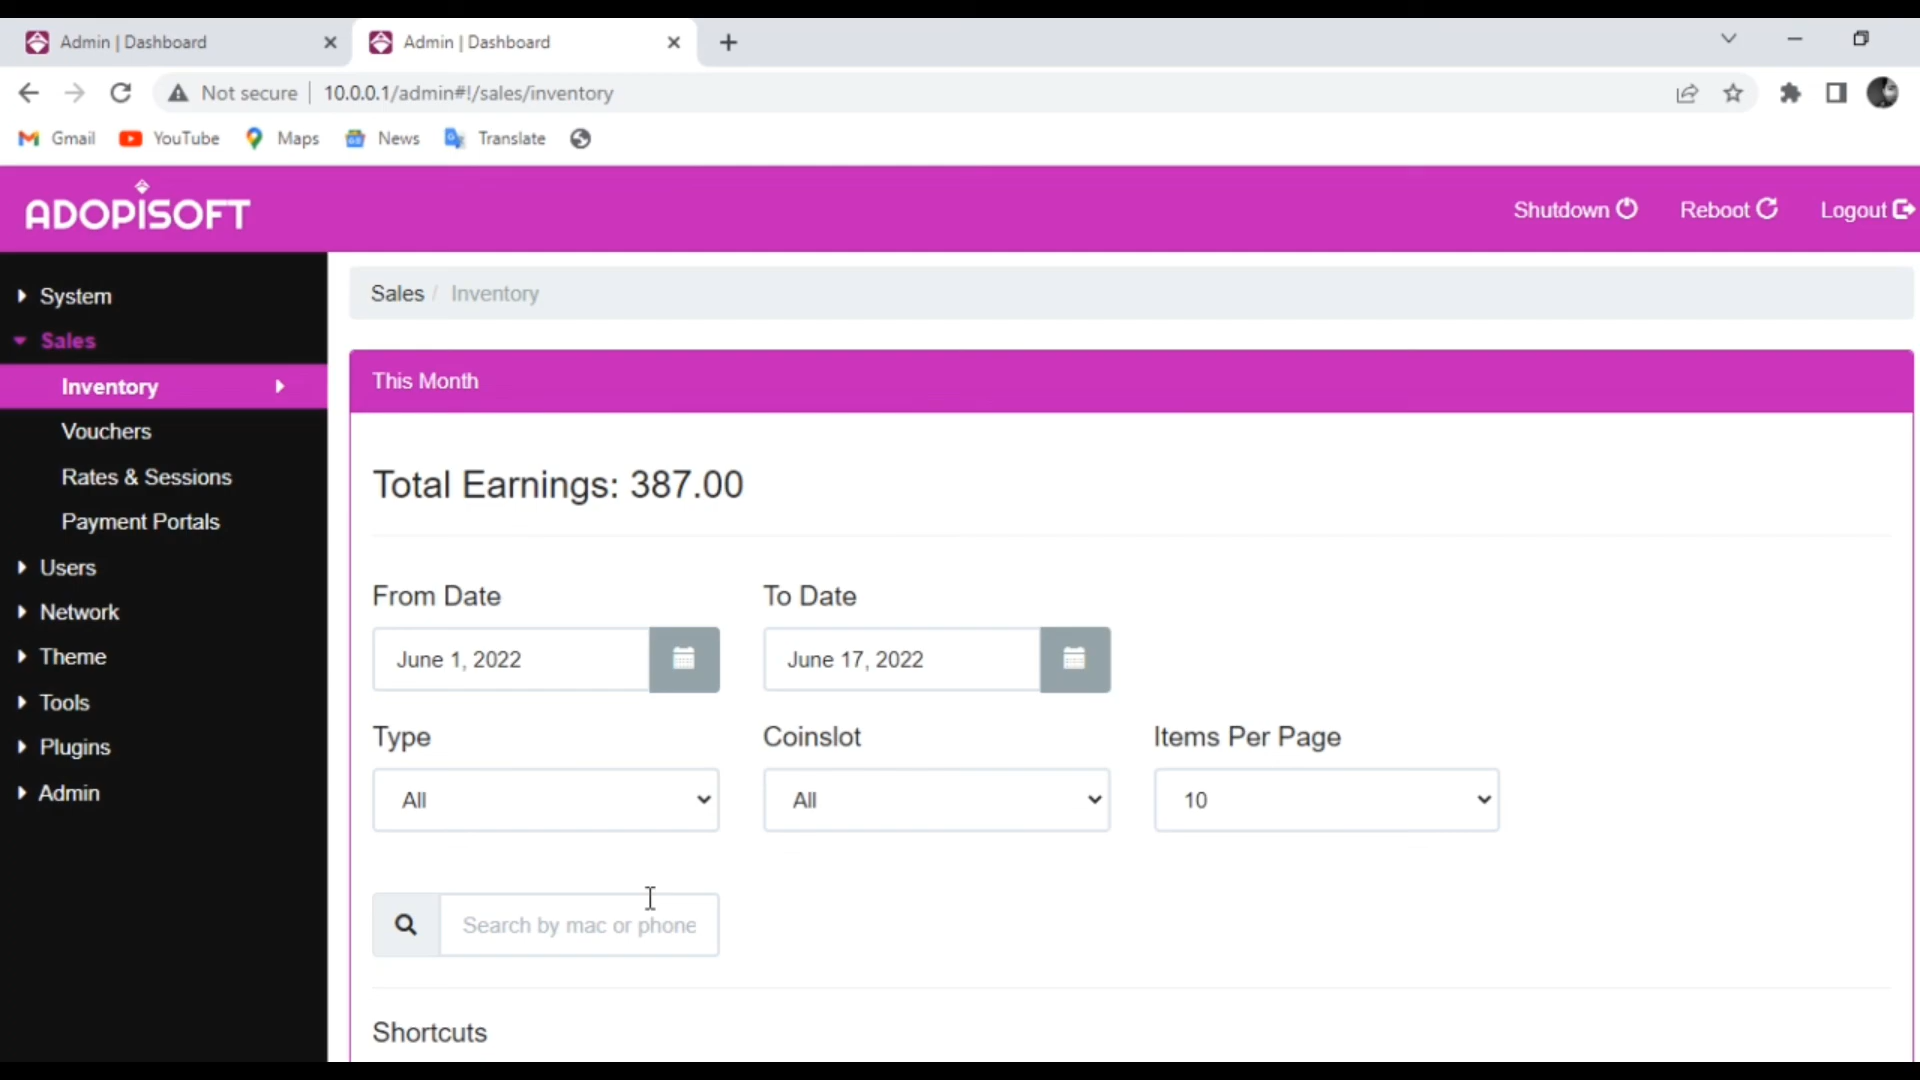 Admin | Dashboard
Admin | Dashboard
Not secure
10.0.0.1/admin#!/sales/inventory
Gmail
YouTube
Maps
News
Translate
ADOPISOFT
Shutdown
Reboot
Logout
System
Sales
Inventory
Vouchers
Rates & Sessions
Payment Portals
Users
Network
Theme
Tools
Plugins
Admin
Sales / Inventory
This Month
Total Earnings: 387.00
From Date
To Date
June 1, 2022
June 17, 2022
Type
Coinslot
Items Per Page
All
All
10
Search by mac or phone
Shortcuts